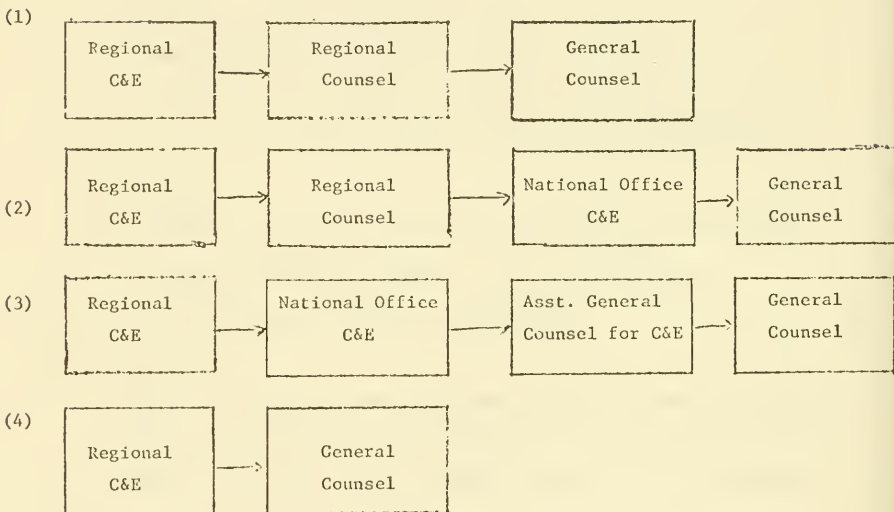 (1)
Regional
C&E
Regional
Counsel
General
Counsel
(2)
Regional
C&E
Regional
Counsel
National Office
C&E
General
Counsel
(3)
Regional
C&E
National Office
C&E
Asst. General
Counsel for C&E
General
Counsel
(4)
Regional
C&E
General
Counsel